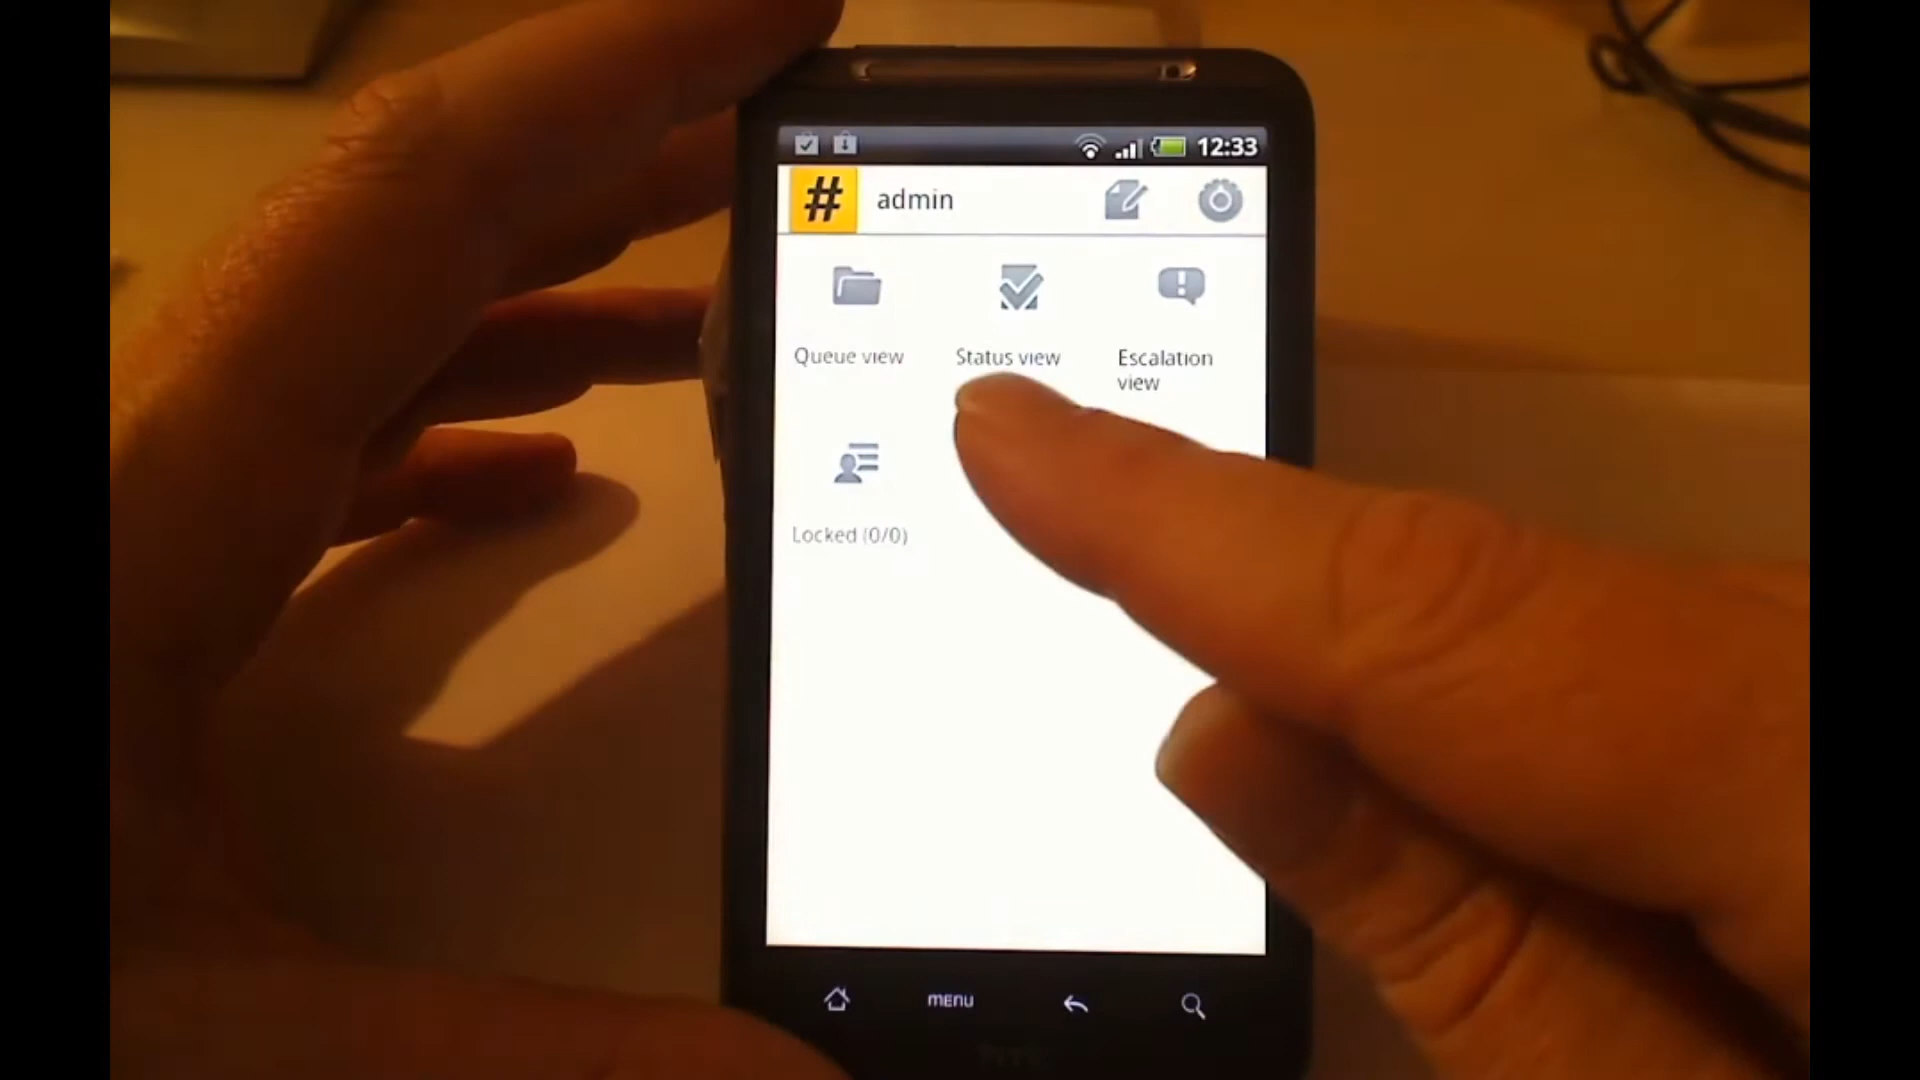 12:33
# admin
Queue view
Status view
Escalation
view
Locked (0/0)
menu